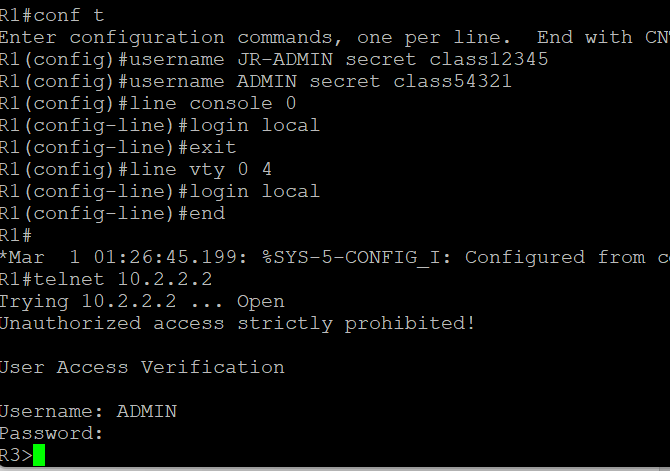 R1#conf t
Enter configuration commands, one per line.  End with CN
R1(config)#username JR-ADMIN secret class12345
R1(config)#username ADMIN secret class54321
R1(config)#line console 0
R1(config-line)#login local
R1(config-line)#exit
R1(config)#line vty 0 4
R1(config-line)#login local
R1(config-line)#end
R1#
*Mar  1 01:26:45.199: %SYS-5-CONFIG_I: Configured from c
R1#telnet 10.2.2.2
Trying 10.2.2.2 ... Open
Unauthorized access strictly prohibited!
User Access Verification
Username: ADMIN
Password:
R3>